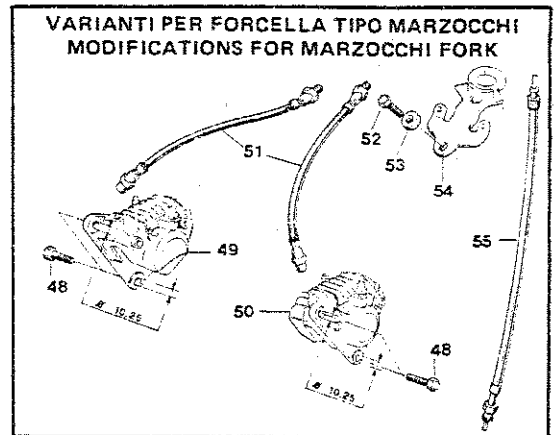 VARIANTI PER FORCELLA TIPO MARZOCCHI
MODIFICATIONS FOR MARZOCCHI FORK
51
52
53
54
55
49
48
ø 10,25
50
48
ø 10,25